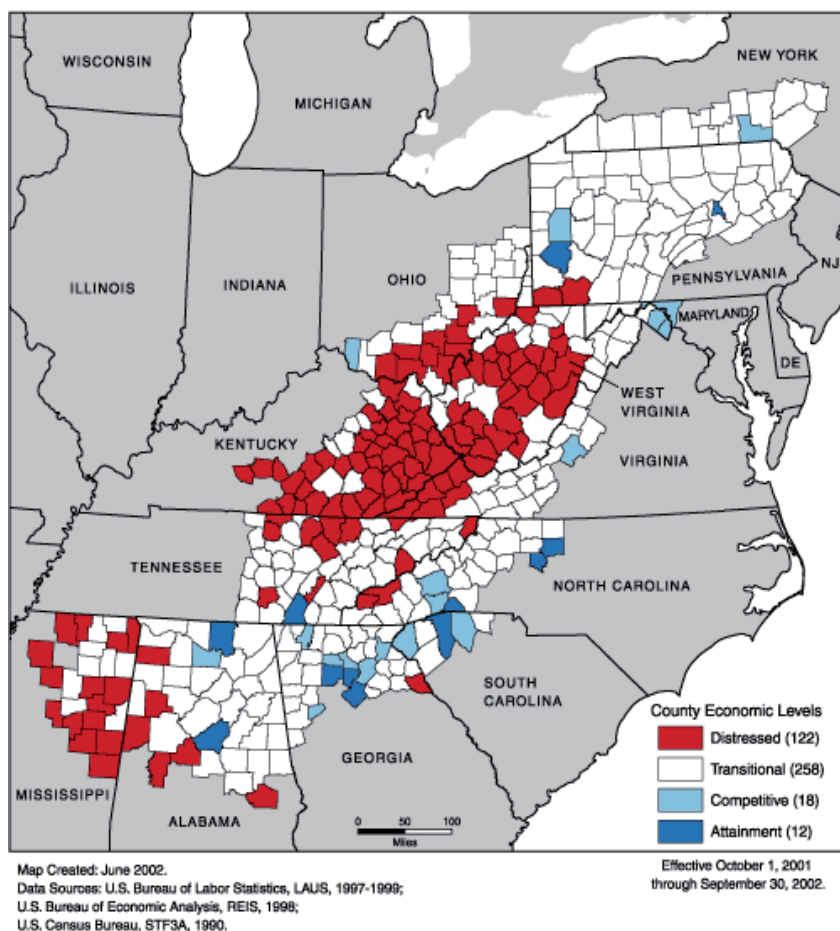 WISCONSIN
NEW YORK
MICHIGAN
ILLINOIS
INDIANA
OHIO
PENNSYLVANIA
NJ
MARYLAND
DE
WEST
VIRGINIA
KENTUCKY
VIRGINIA
TENNESSEE
NORTH CAROLINA
SOUTH
CAROLINA
GEORGIA
MISSISSIPPI
ALABAMA
County Economic Levels
Distressed (122)
Transitional (258)
Competitive (18)
Attainment (12)
0 50 100
Miles
Map Created: June 2002.
Data Sources: U.S. Bureau of Labor Statistics, LAUS, 1997-1999;
U.S. Bureau of Economic Analysis, REIS, 1998;
U.S. Census Bureau, STF3A, 1990.
Effective October 1, 2001
through September 30, 2002.